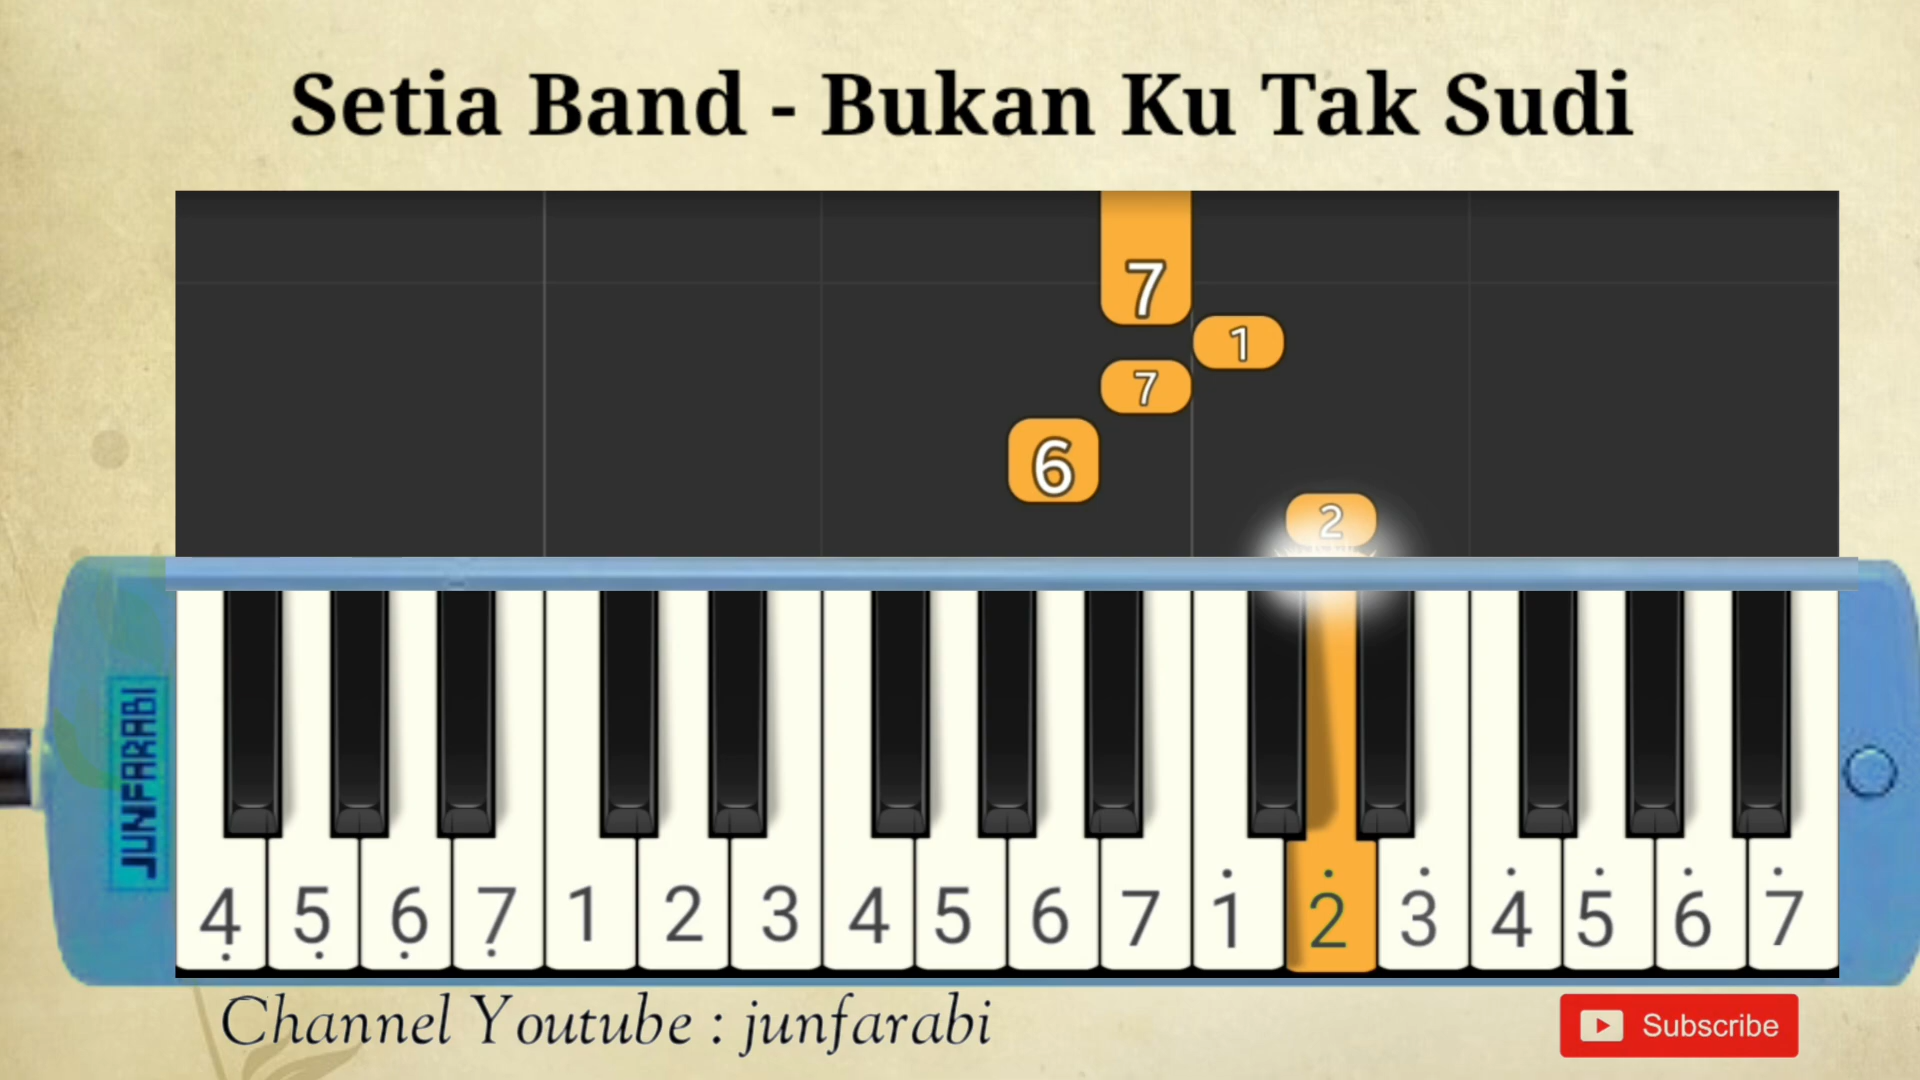 Setia Band - Bukan Ku Tak Sudi
7
1
7
6
2
JUNFARABI
4̣ 5̣ 6̣ 7̣ 1 2 3 4 5 6 7 1̇ 2̇ 3̇ 4̇ 5̇ 6̇ 7̇
Channel Youtube : junfarabi
Subscribe